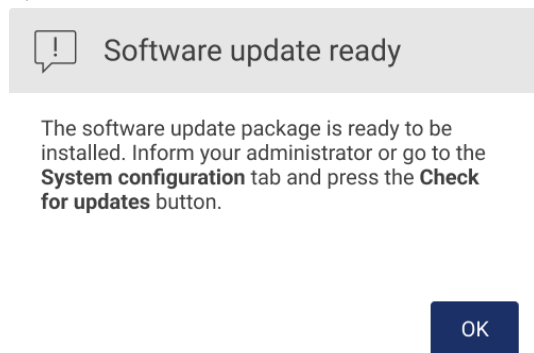 !
Software update ready
The software update package is ready to be
installed. Inform your administrator or go to the
System configuration tab and press the Check
for updates button.
OK